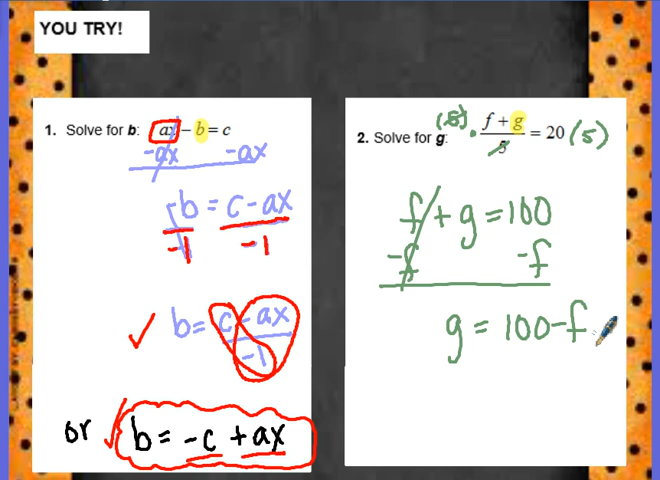 YOU TRY!
1. Solve for b: ax − b = c
-ax -ax
-b = c - ax
-1 -1
b = c - ax
-1
or b = -c + ax
2. Solve for g: (5) · f + g / 5 = 20 (5)
f + g = 100
-f -f
g = 100 - f